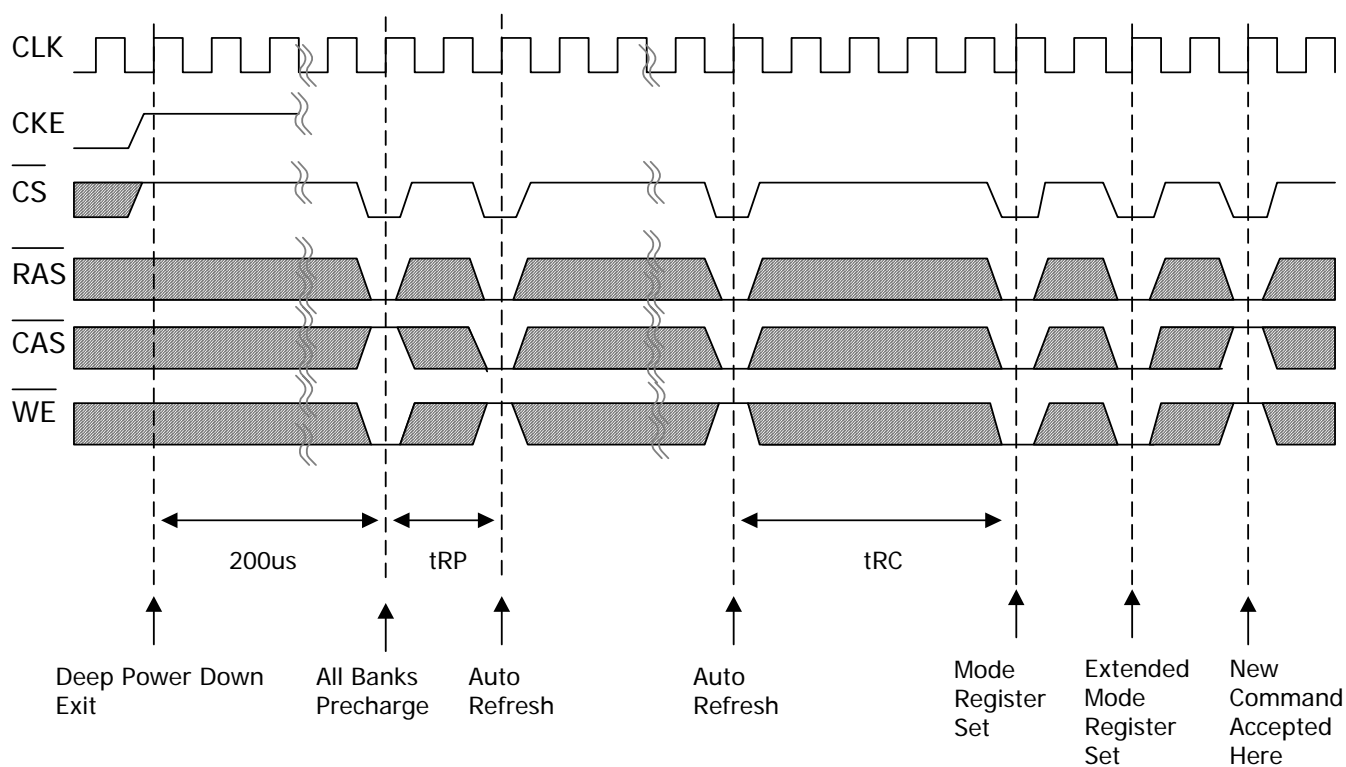 CLK
CKE
CS
RAS
CAS
WE
200us
tRP
tRC
Deep Power Down
Exit
All Banks
Precharge
Auto
Refresh
Auto
Refresh
Mode
Register
Set
Extended
Mode
Register
Set
New
Command
Accepted
Here